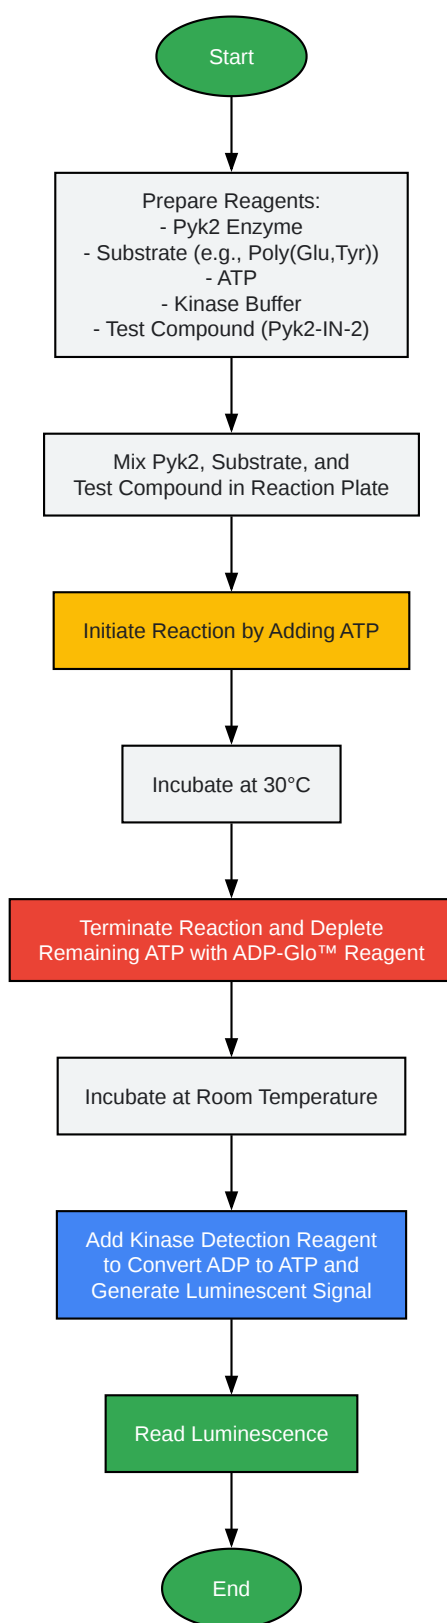 Start
Prepare Reagents:
- Pyk2 Enzyme
- Substrate (e.g., Poly(Glu,Tyr))
- ATP
- Kinase Buffer
- Test Compound (Pyk2-IN-2)
Mix Pyk2, Substrate, and
Test Compound in Reaction Plate
Initiate Reaction by Adding ATP
Incubate at 30°C
Terminate Reaction and Deplete
Remaining ATP with ADP-Glo™ Reagent
Incubate at Room Temperature
Add Kinase Detection Reagent
to Convert ADP to ATP and
Generate Luminescent Signal
Read Luminescence
End